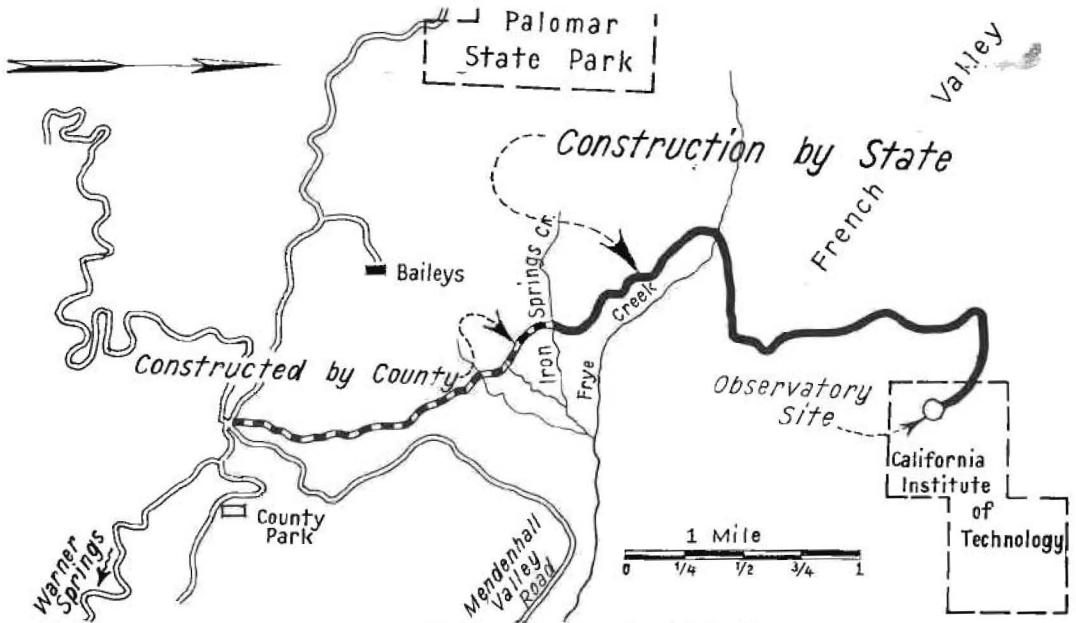 Palomar
State Park
French Valley
Construction by State
Baileys
Iron Springs Cr.
Frye Creek
Constructed by County
Observatory
Site
California
Institute
of
Technology
County
Park
Warner
Springs
Mendenhall
Valley
Road
1 Mile
0 1/4 1/2 3/4 1